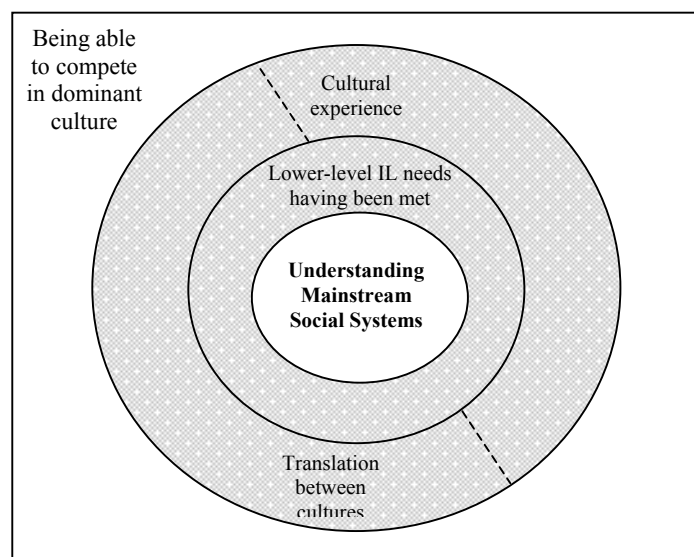 Being able
to compete
in dominant
culture
Cultural
experience
Lower-level IL needs
having been met
Understanding
Mainstream
Social Systems
Translation
between
cultures